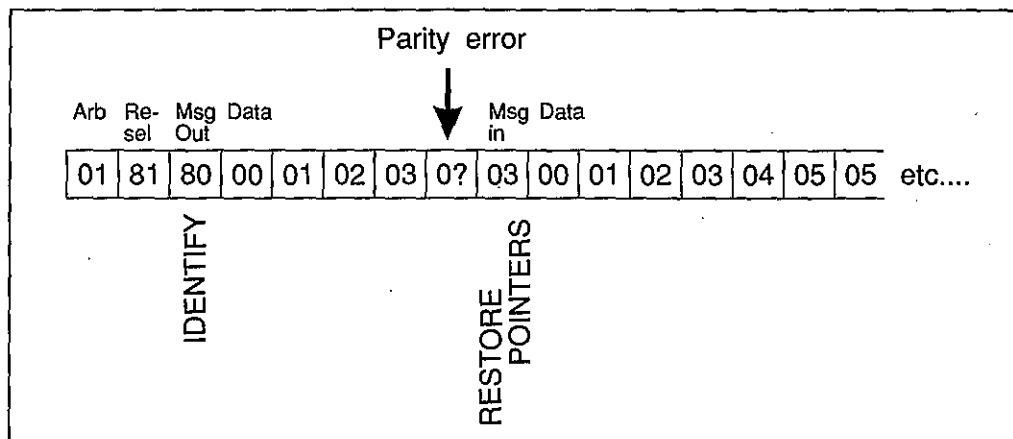 Parity error
Arb Re- Msg Data Msg Data
sel Out in
01 81 80 00 01 02 03 0? 03 00 01 02 03 04 05 05 etc....
IDENTIFY
RESTORE
POINTERS